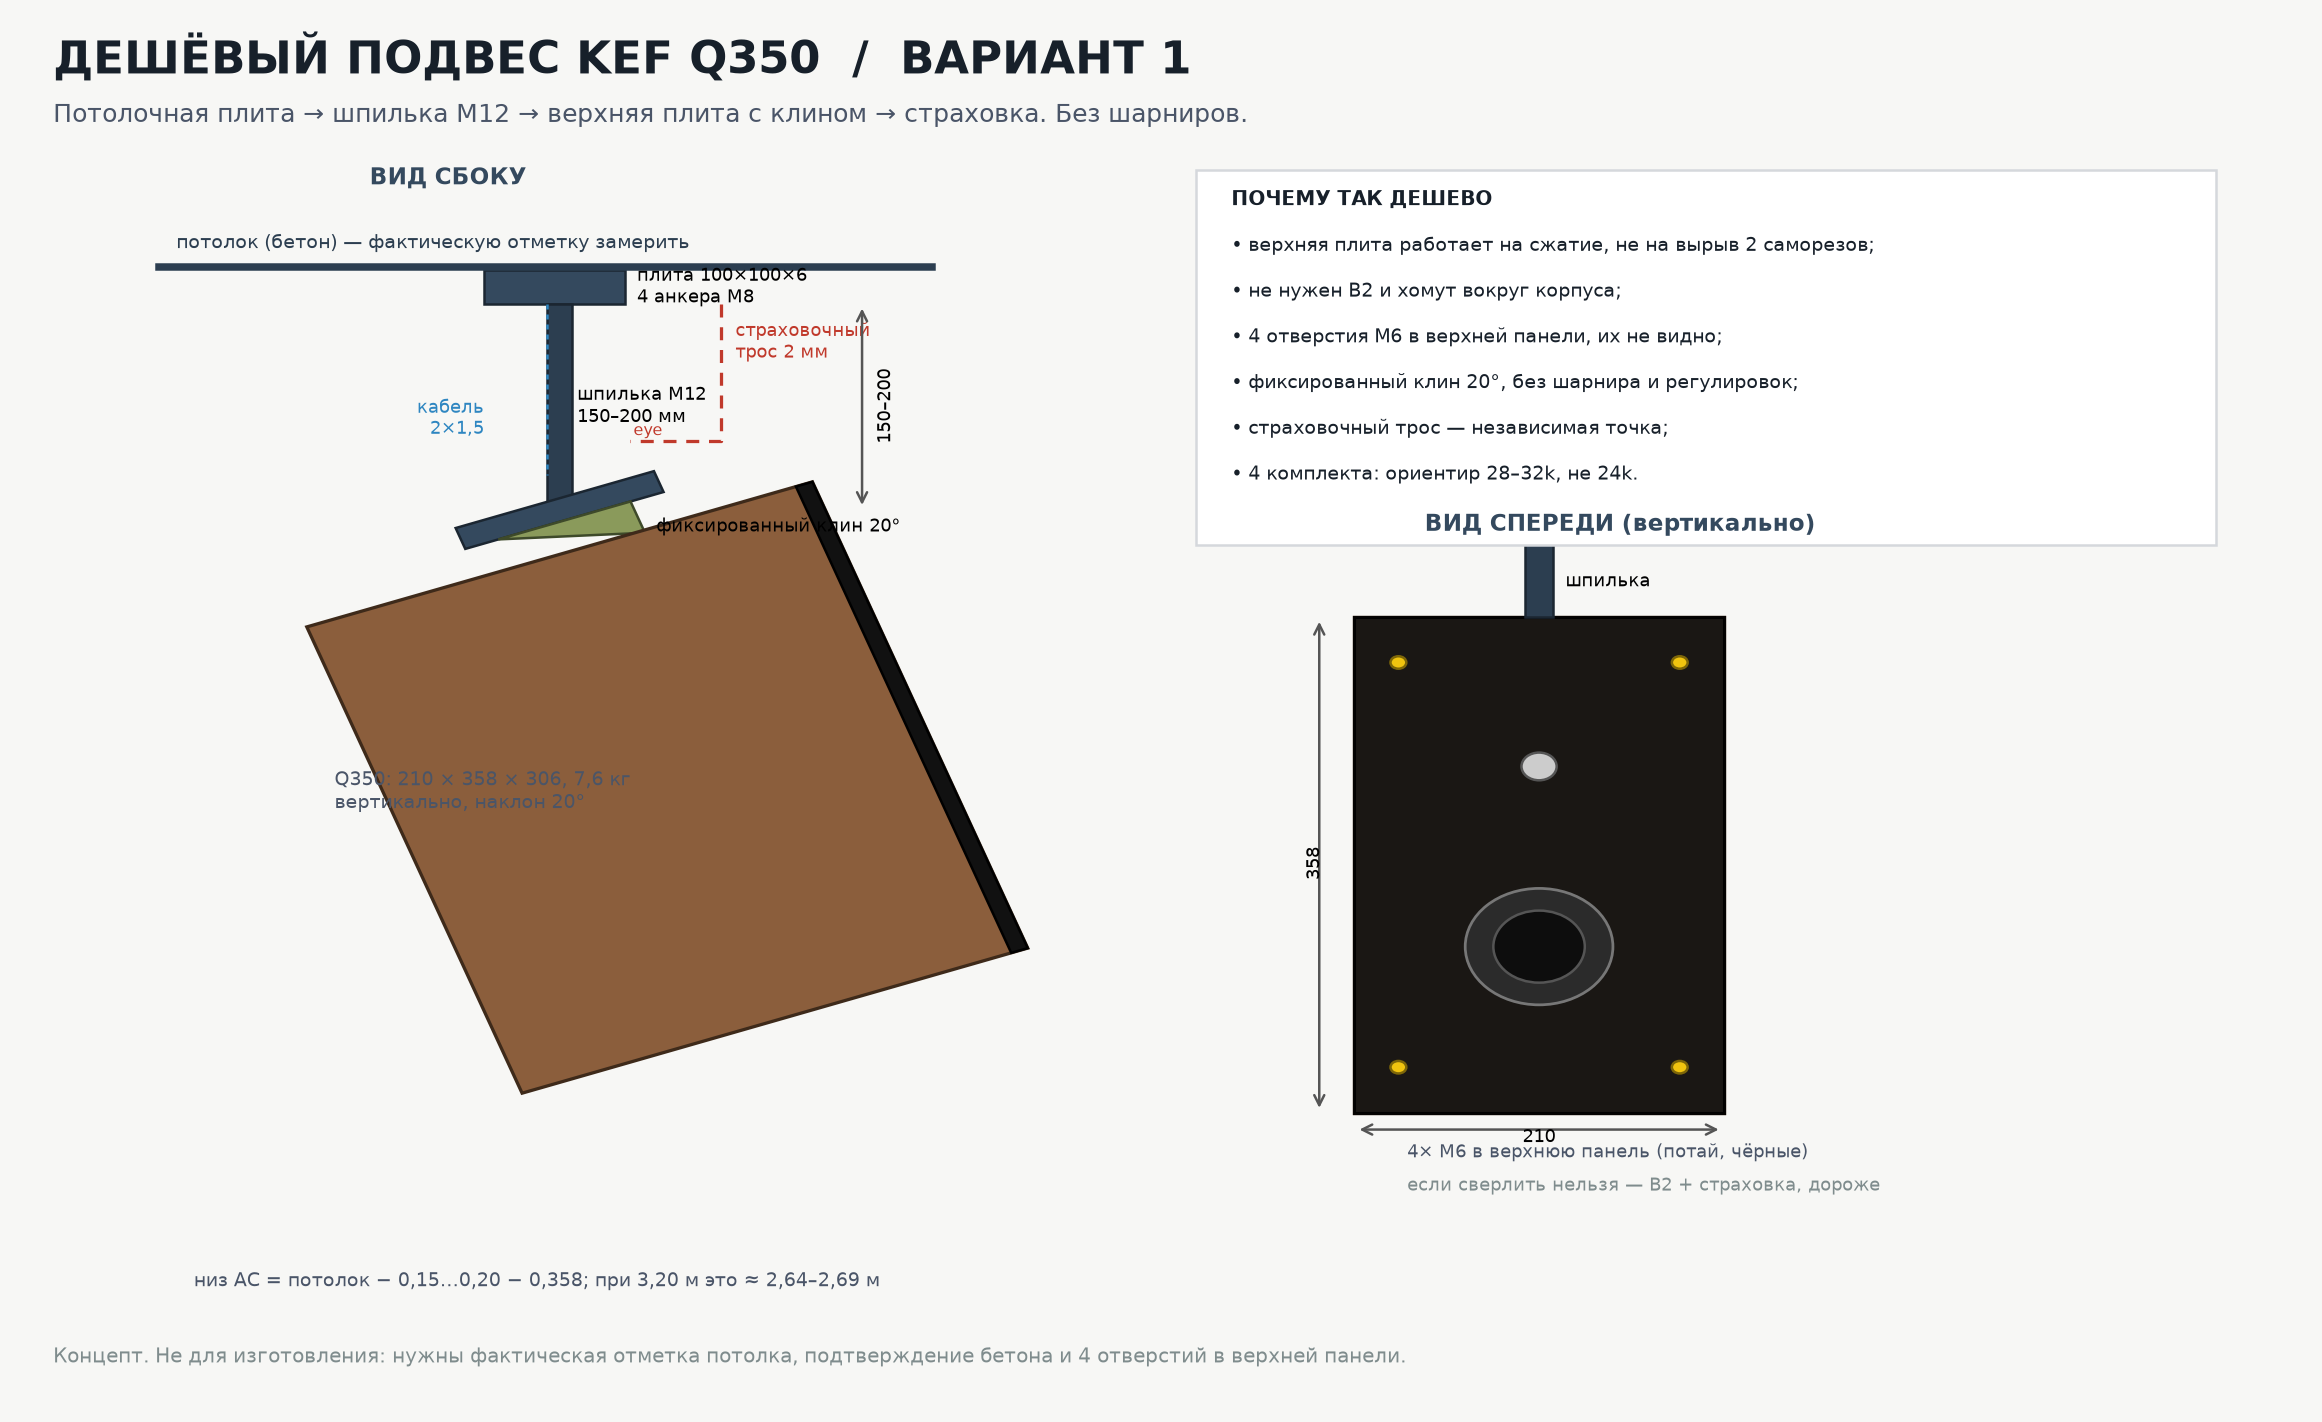 ДЕШЁВЫЙ ПОДВЕС KEF Q350 / ВАРИАНТ 1
Потолочная плита → шпилька М12 → верхняя плита с клином → страховка. Без шарниров.
ВИД СБОКУ
потолок (бетон) — фактическую отметку замерить
плита 100×100×6
4 анкера М8
страховочный
трос 2 мм
кабель
2×1,5
шпилька М12
150–200 мм
eye
150–200
фиксированный клин 20°
Q350: 210 × 358 × 306, 7,6 кг
вертикально, наклон 20°
низ АС = потолок − 0,15…0,20 − 0,358; при 3,20 м это ≈ 2,64–2,69 м
ПОЧЕМУ ТАК ДЕШЕВО
• верхняя плита работает на сжатие, не на вырыв 2 саморезов;
• не нужен B2 и хомут вокруг корпуса;
• 4 отверстия М6 в верхней панели, их не видно;
• фиксированный клин 20°, без шарнира и регулировок;
• страховочный трос — независимая точка;
• 4 комплекта: ориентир 28–32k, не 24k.
ВИД СПЕРЕДИ (вертикально)
шпилька
358
210
4× М6 в верхнюю панель (потай, чёрные)
если сверлить нельзя — B2 + страховка, дороже
Концепт. Не для изготовления: нужны фактическая отметка потолка, подтверждение бетона и 4 отверстий в верхней панели.